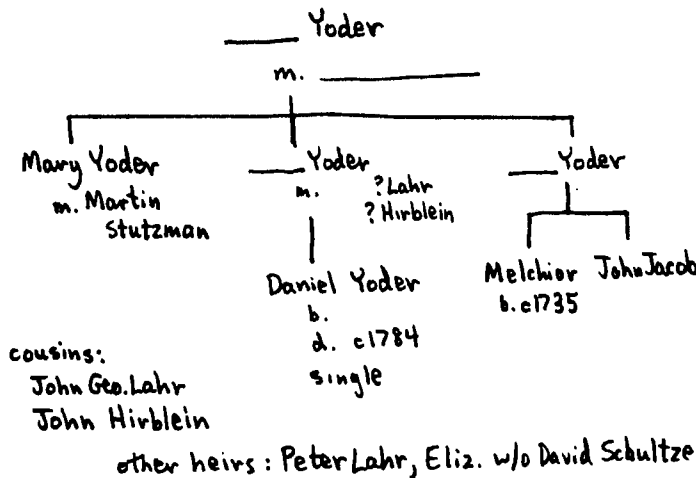 ____ Yoder
m. ____
Mary Yoder
m. Martin
Stutzman
____ Yoder
m. ?Lahr
?Hirblein
____ Yoder
Daniel Yoder
b.
d. c1784
single
Melchior
b. c1735
John Jacob
cousins:
John Geo. Lahr
John Hirblein
other heirs: Peter Lahr, Eliz. w/o David Schultze